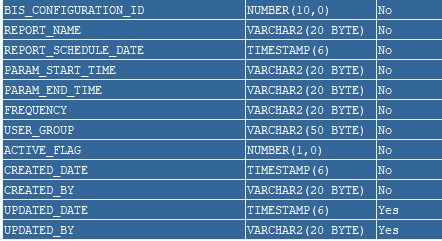 BIS_CONFIGURATION_ID NUMBER(10,0) No
REPORT_NAME VARCHAR2(20 BYTE) No
REPORT_SCHEDULE_DATE TIMESTAMP(6) No
PARAM_START_TIME VARCHAR2(20 BYTE) No
PARAM_END_TIME VARCHAR2(20 BYTE) No
FREQUENCY VARCHAR2(20 BYTE) No
USER_GROUP VARCHAR2(50 BYTE) No
ACTIVE_FLAG NUMBER(1,0) No
CREATED_DATE TIMESTAMP(6) No
CREATED_BY VARCHAR2(20 BYTE) No
UPDATED_DATE TIMESTAMP(6) Yes
UPDATED_BY VARCHAR2(20 BYTE) Yes